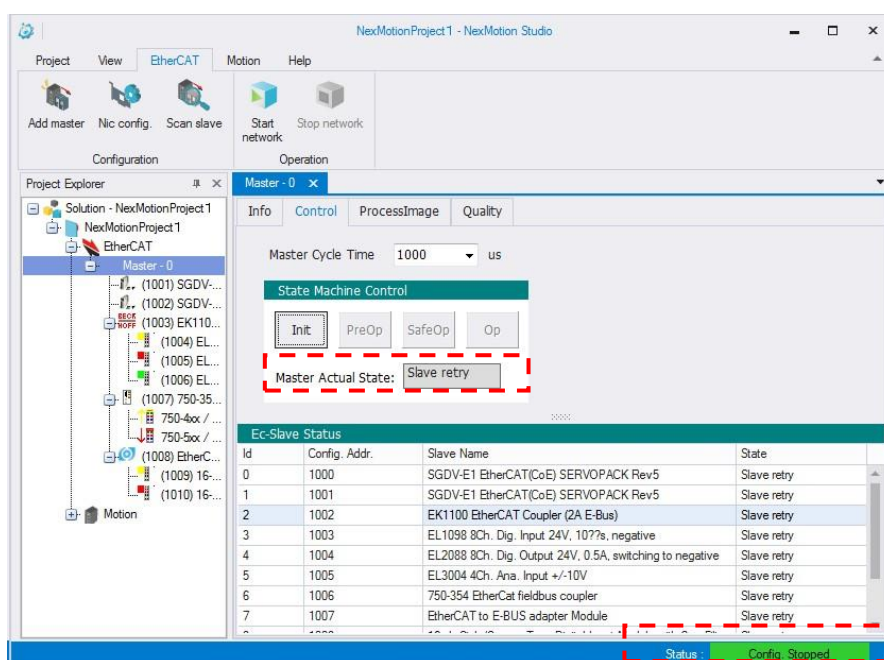 NexMotionProject1 - NexMotion Studio
Project View EtherCAT Motion Help
Add master Nic config. Scan slave Start network Stop network
Configuration Operation
Project Explorer
Master - 0
Solution - NexMotionProject1
NexMotionProject1
EtherCAT
Master - 0
(1001) SGDV-...
(1002) SGDV-...
BECK
HOFF
(1003) EK110...
(1004) EL...
(1005) EL...
(1006) EL...
(1007) 750-35...
750-4xx / ...
750-5xx / ...
(1008) EtherC...
(1009) 16-...
(1010) 16-...
Motion
Info Control ProcessImage Quality
Master Cycle Time 1000 us
State Machine Control
Init PreOp SafeOp Op
Master Actual State: Slave retry
Ec-Slave Status
Id Config. Addr. Slave Name State
0 1000 SGDV-E1 EtherCAT(CoE) SERVOPACK Rev5 Slave retry
1 1001 SGDV-E1 EtherCAT(CoE) SERVOPACK Rev5 Slave retry
2 1002 EK1100 EtherCAT Coupler (2A E-Bus) Slave retry
3 1003 EL1098 8Ch. Dig. Input 24V, 10??s, negative Slave retry
4 1004 EL2088 8Ch. Dig. Output 24V, 0.5A, switching to negative Slave retry
5 1005 EL3004 4Ch. Ana. Input +/-10V Slave retry
6 1006 750-354 EtherCat fieldbus coupler Slave retry
7 1007 EtherCAT to E-BUS adapter Module Slave retry
Status : Config. Stopped